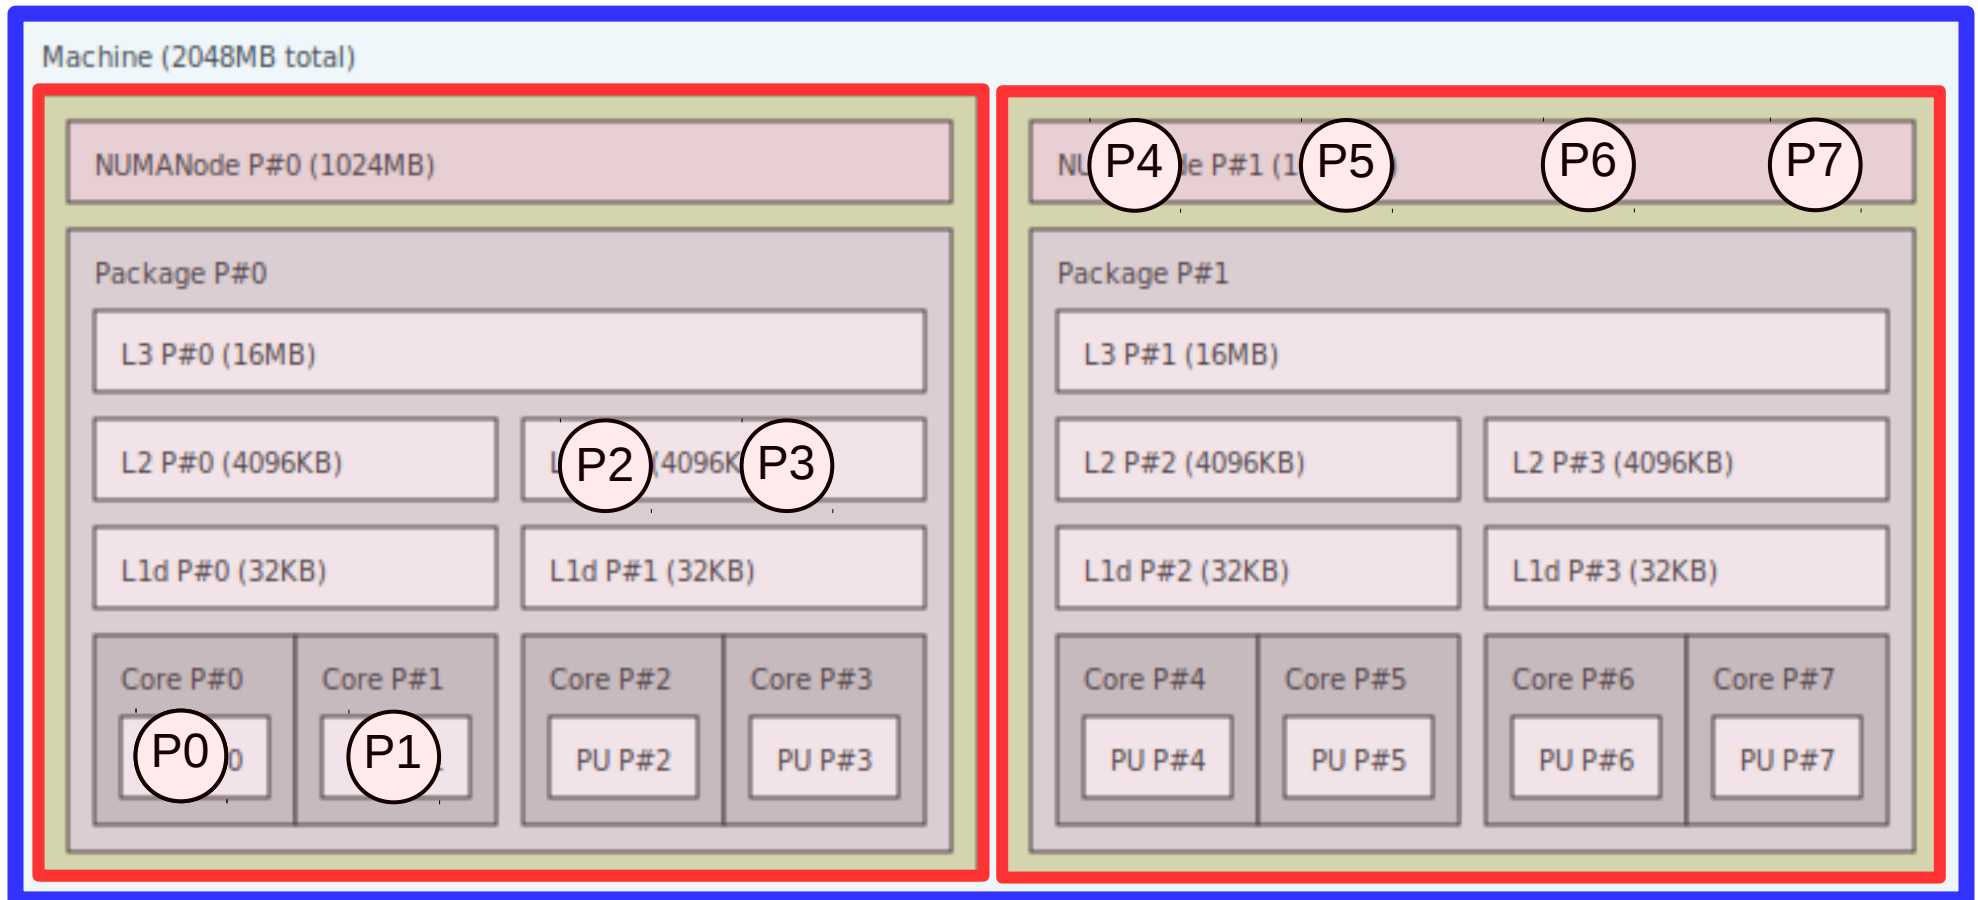 Machine (2048MB total)
NUMANode P#0 (1024MB)
P4 P5 P6 P7
P#1
Package P#0
Package P#1
L3 P#0 (16MB)
L3 P#1 (16MB)
L2 P#0 (4096KB)
P2 P3
L2 P#2 (4096KB)
L2 P#3 (4096KB)
L1d P#0 (32KB)
L1d P#1 (32KB)
L1d P#2 (32KB)
L1d P#3 (32KB)
Core P#0
Core P#1
Core P#2
Core P#3
Core P#4
Core P#5
Core P#6
Core P#7
P0
P1
PU P#2
PU P#3
PU P#4
PU P#5
PU P#6
PU P#7